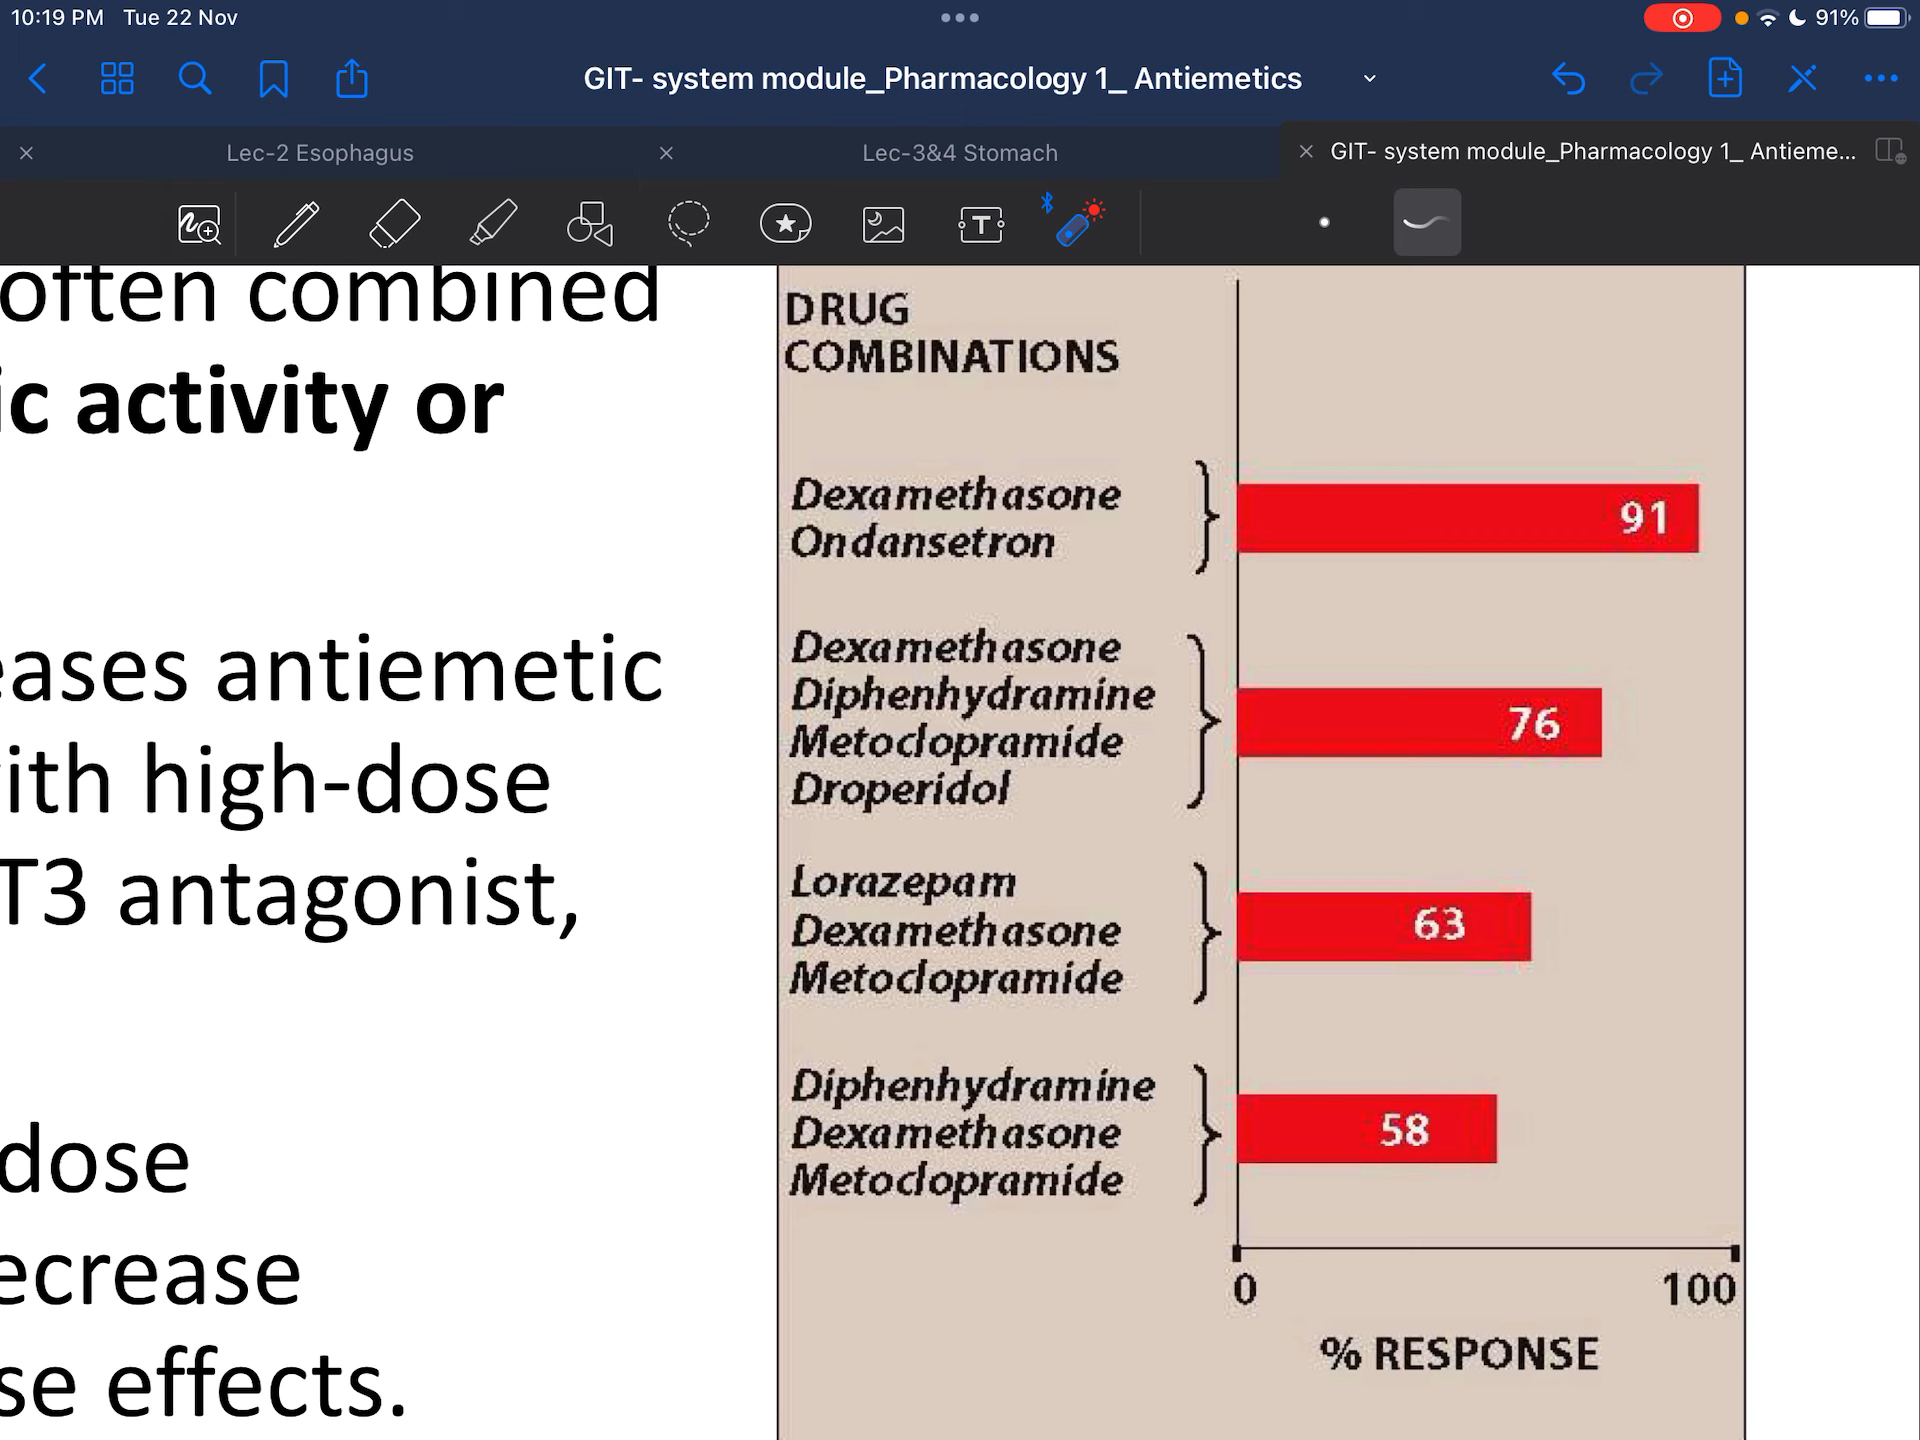 10:19 PM Tue 22 Nov
91%
GIT- system module_Pharmacology 1_ Antiemetics
Lec-2 Esophagus
Lec-3&4 Stomach
GIT- system module_Pharmacology 1_ Antieme...
often combined
ic activity or
eases antiemetic
ith high-dose
T3 antagonist,
dose
ecrease
se effects.
DRUG
COMBINATIONS
Dexamethasone
Ondansetron
91
Dexamethasone
Diphenhydramine
Metoclopramide
Droperidol
76
Lorazepam
Dexamethasone
Metoclopramide
63
Diphenhydramine
Dexamethasone
Metoclopramide
58
0 100
% RESPONSE